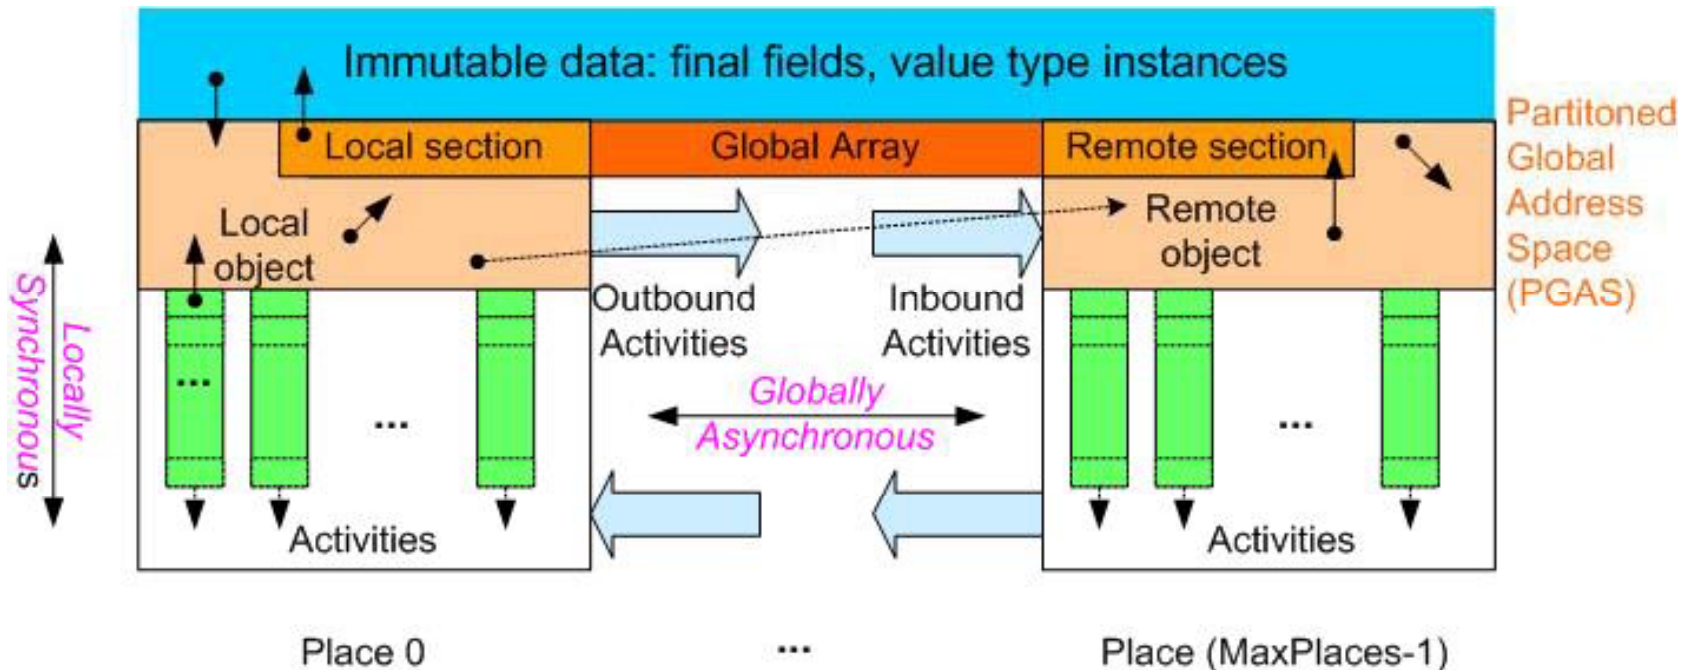 Immutable data: final fields, value type instances
Local section
Global Array
Remote section
Partitoned
Global
Address
Space
(PGAS)
Local
object
Remote
object
Outbound
Activities
Inbound
Activities
Locally
Synchronous
...
...
Globally
Asynchronous
...
Activities
Activities
Place 0
...
Place (MaxPlaces-1)